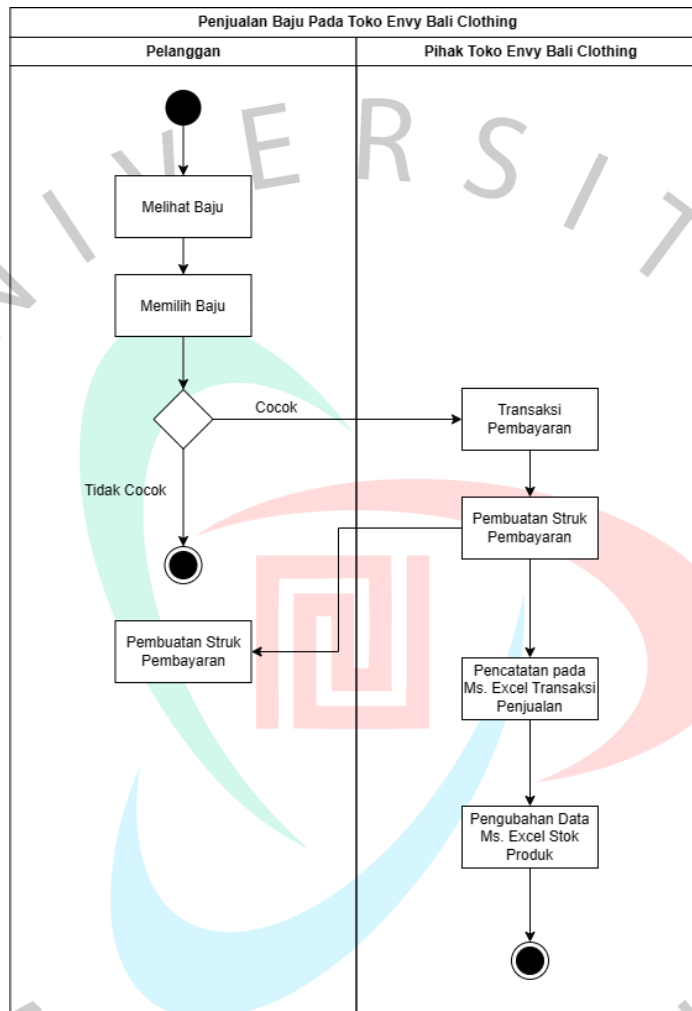 Penjualan Baju Pada Toko Envy Bali Clothing
Pelanggan
Pihak Toko Envy Bali Clothing
Melihat Baju
Memilih Baju
Cocok
Transaksi
Pembayaran
Tidak Cocok
Pembuatan Struk
Pembayaran
Pembuatan Struk
Pembayaran
Pencatatan pada
Ms. Excel Transaksi
Penjualan
Pengubahan Data
Ms. Excel Stok
Produk
NIVERSIT